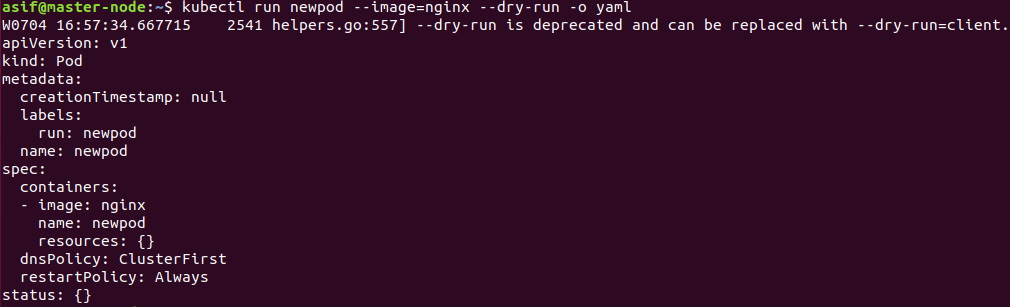 asif@master-node:~$ kubectl run newpod --image=nginx --dry-run -o yaml
W0704 16:57:34.667715    2541 helpers.go:557] --dry-run is deprecated and can be replaced with --dry-run=client.
apiVersion: v1
kind: Pod
metadata:
  creationTimestamp: null
  labels:
    run: newpod
  name: newpod
spec:
  containers:
  - image: nginx
    name: newpod
    resources: {}
  dnsPolicy: ClusterFirst
  restartPolicy: Always
status: {}